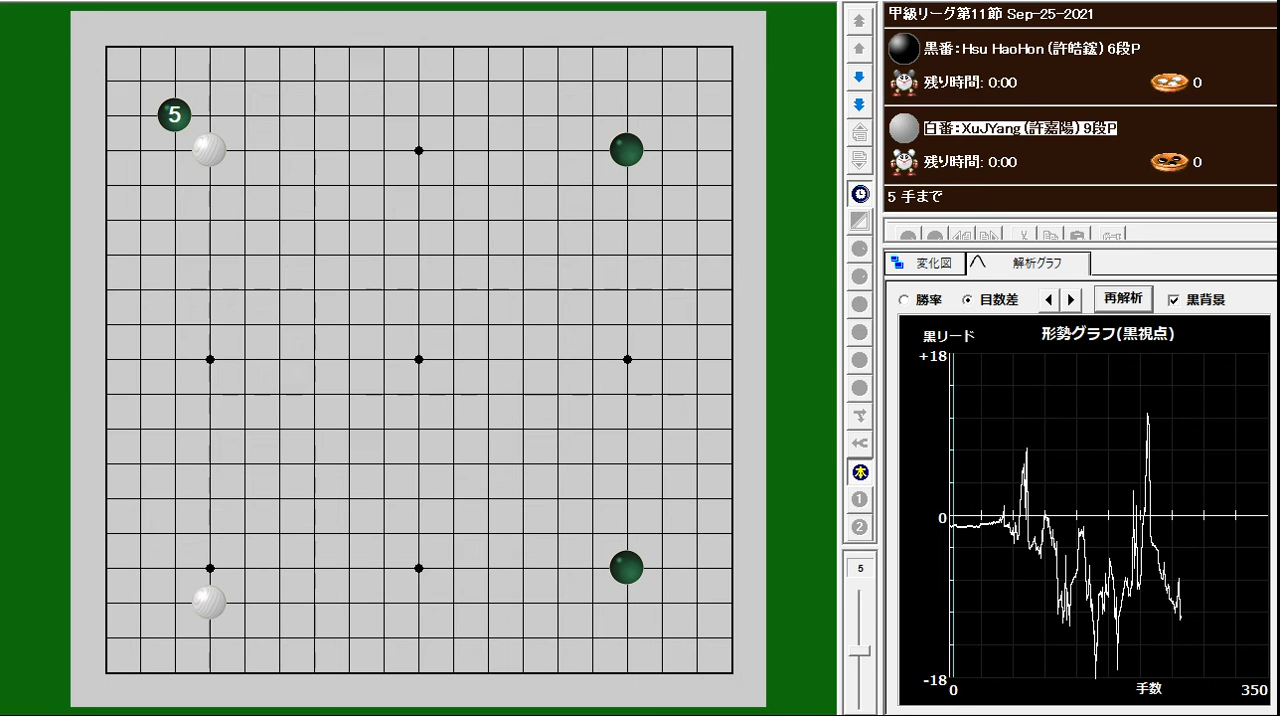 甲級リーグ第11節 Sep-25-2021
黒番:Hsu HaoHon (許皓鋐) 6段P
残り時間: 0:00 0
白番:XuJYang (許嘉陽) 9段P
残り時間: 0:00 0
5 手まで
変化図 解析グラフ
勝率 目数差 再解析 黒背景
形勢グラフ(黒視点)
黒リード
+18
0
-18
0 手数 350
5
本
1
2
5